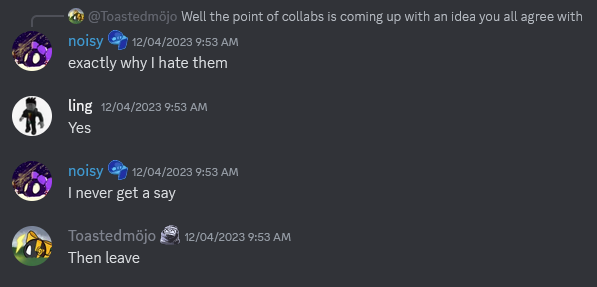 @Toastedmöjo Well the point of collabs is coming up with an idea you all agree with
noisy 12/04/2023 9:53 AM
exactly why I hate them
ling 12/04/2023 9:53 AM
Yes
noisy 12/04/2023 9:53 AM
I never get a say
Toastedmöjo 12/04/2023 9:53 AM
Then leave